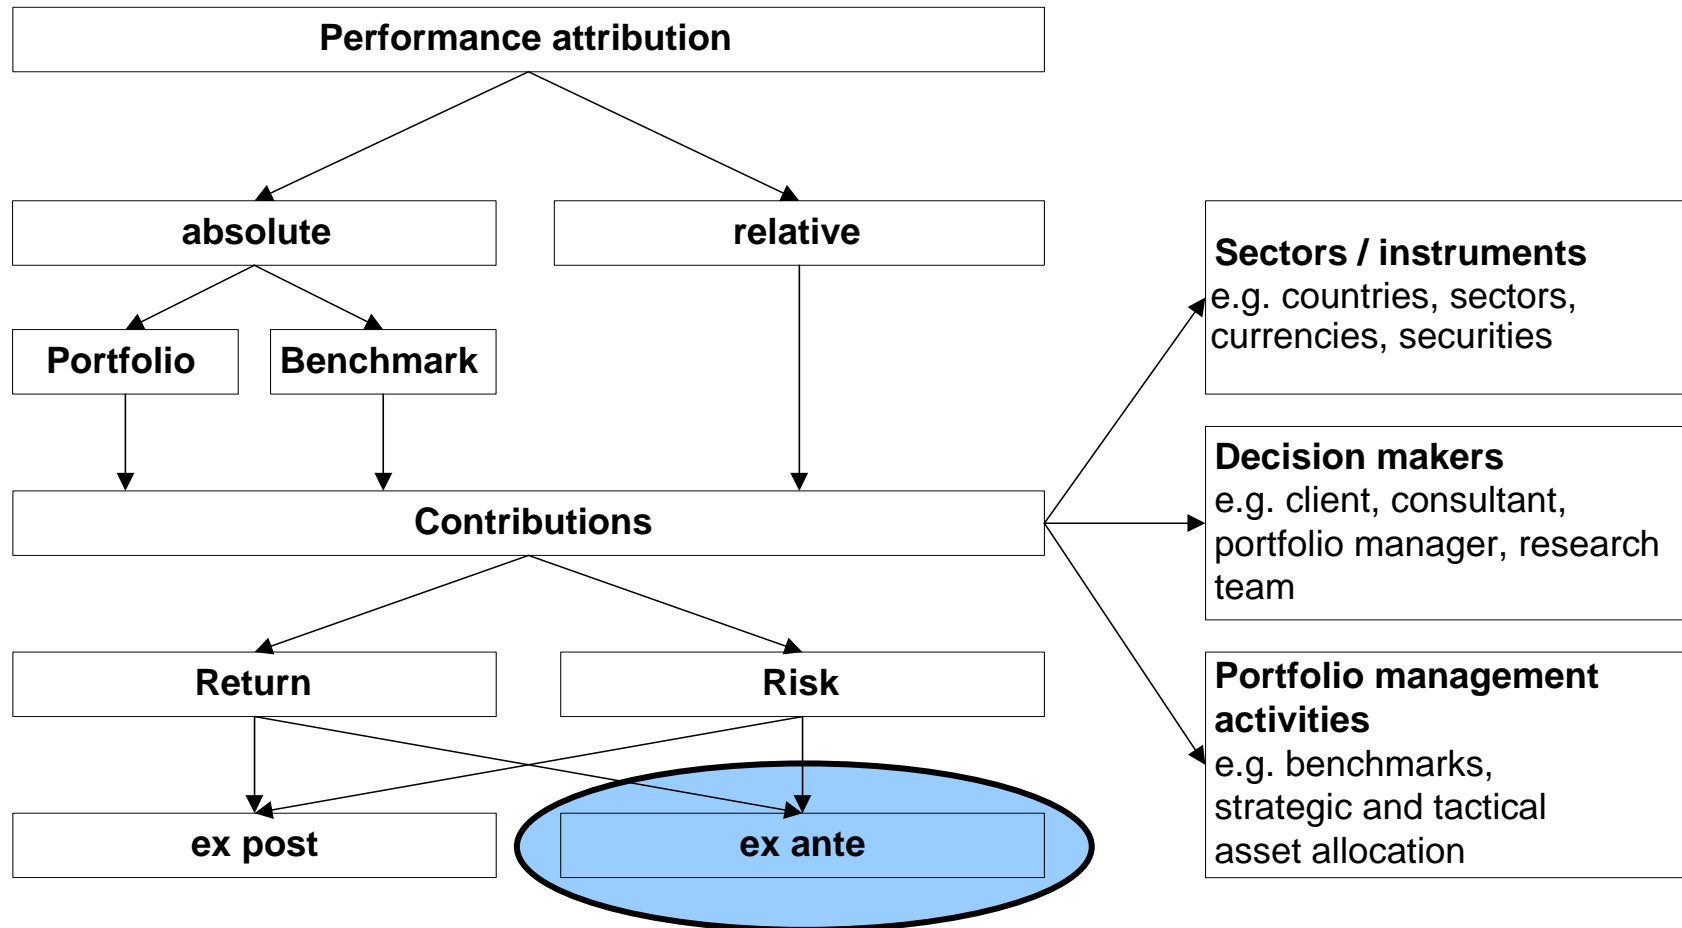 Performance attribution
absolute
relative
Portfolio
Benchmark
Contributions
Return
Risk
ex post
ex ante
Sectors / instruments
e.g. countries, sectors,
currencies, securities
Decision makers
e.g. client, consultant,
portfolio manager, research
team
Portfolio management
activities
e.g. benchmarks,
strategic and tactical
asset allocation